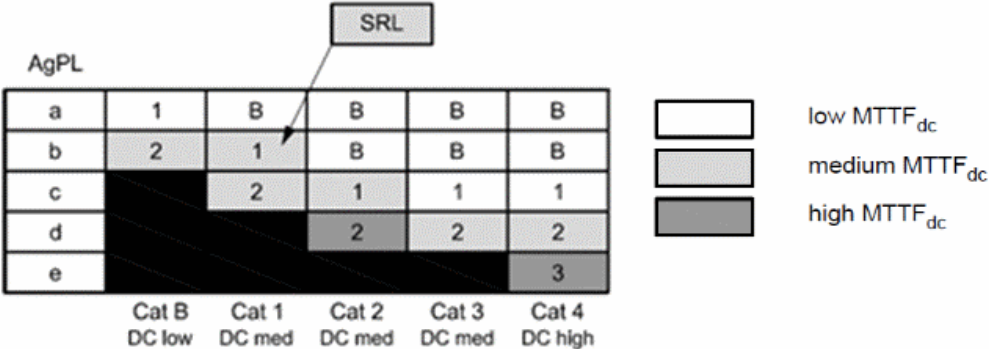 SRL
AgPL
a 1 B B B B
b 2 1 B B B
c 2 1 1 1
d 2 2 2
e 3
Cat B Cat 1 Cat 2 Cat 3 Cat 4
DC low DC med DC med DC med DC high
low MTTFdc
medium MTTFdc
high MTTFdc